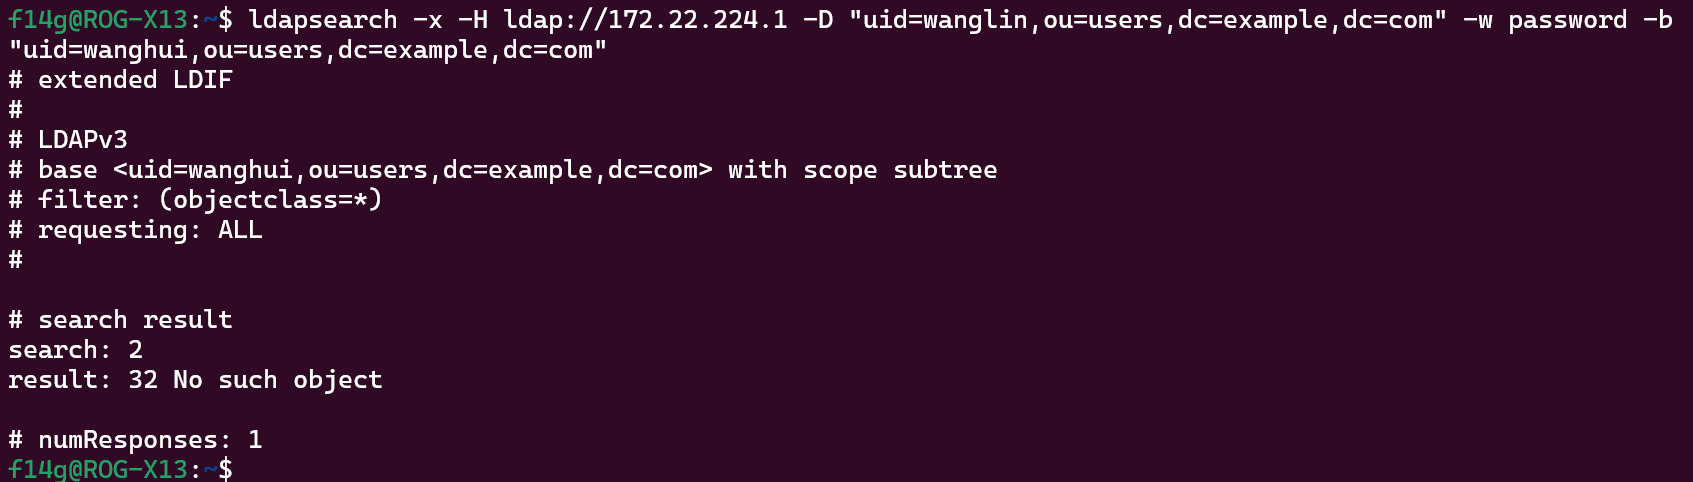 f14g@ROG-X13:~$ ldapsearch -x -H ldap://172.22.224.1 -D "uid=wanglin,ou=users,dc=example,dc=com" -w password -b
"uid=wanghui,ou=users,dc=example,dc=com"
# extended LDIF
#
# LDAPv3
# base <uid=wanghui,ou=users,dc=example,dc=com> with scope subtree
# filter: (objectclass=*)
# requesting: ALL
#
# search result
search: 2
result: 32 No such object
# numResponses: 1
f14g@ROG-X13:~$